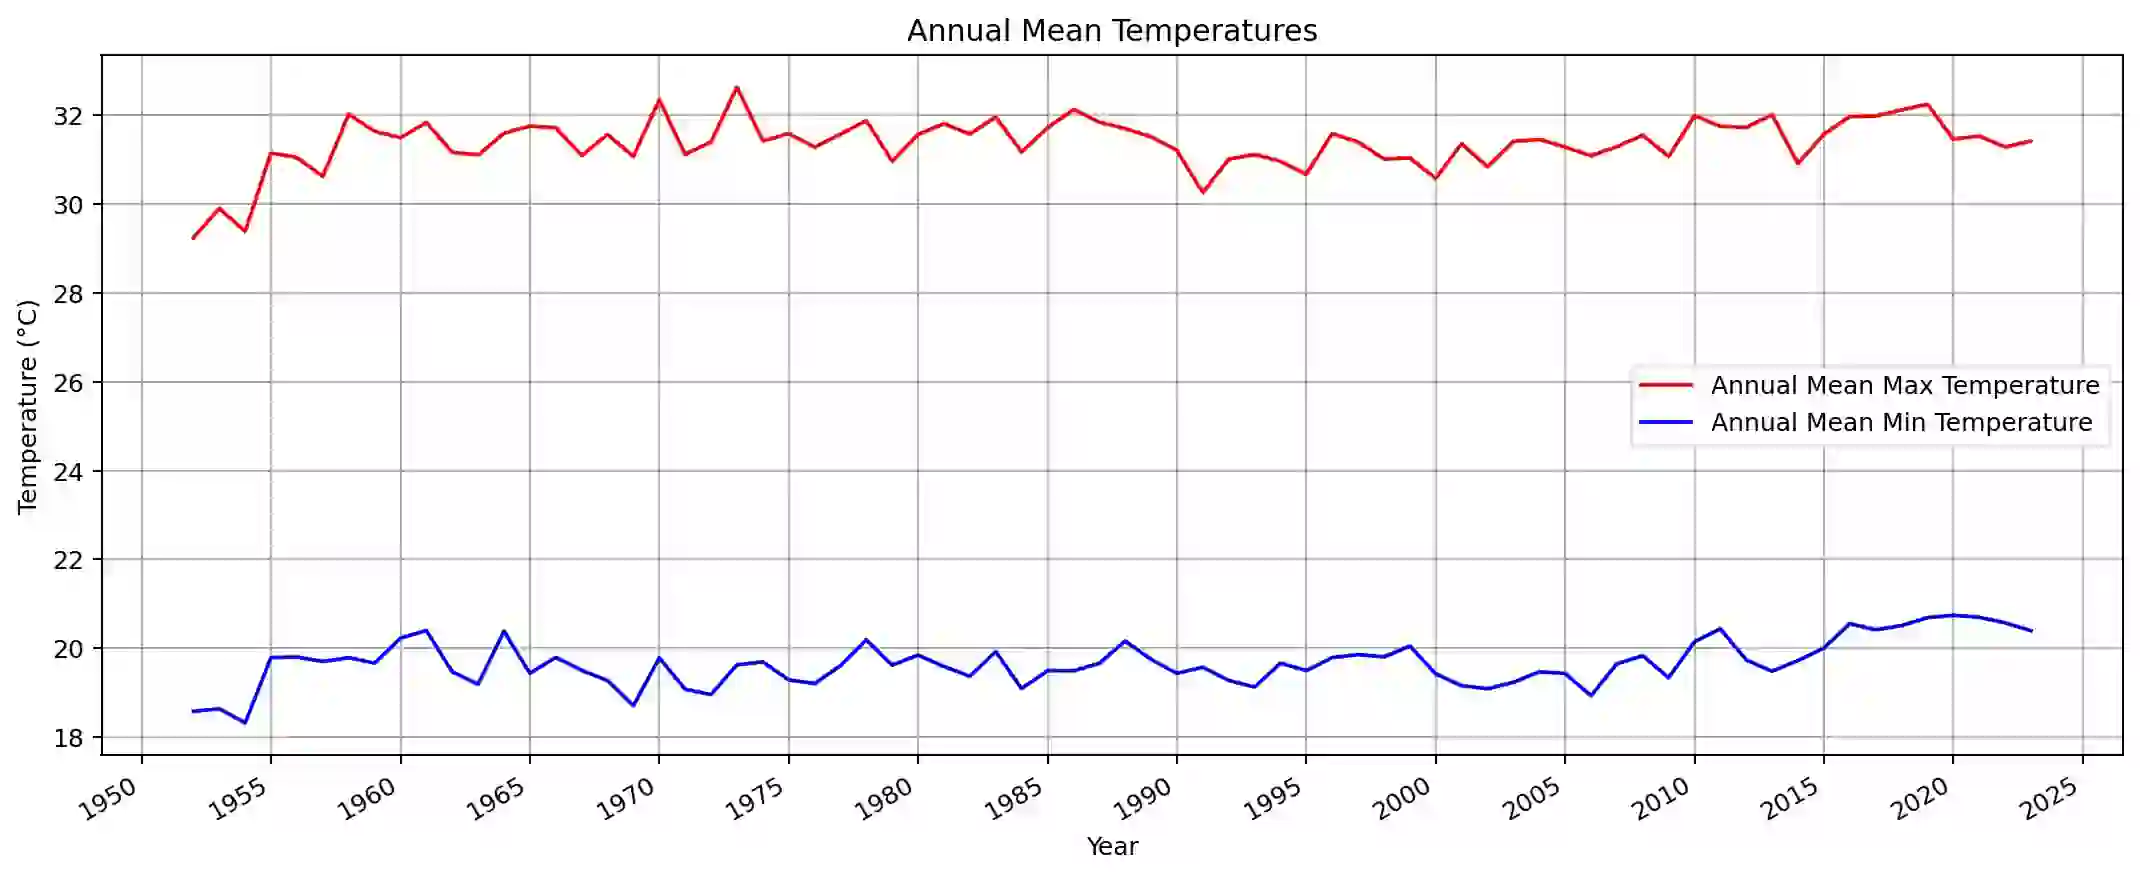 Annual Mean Temperatures
32
30
28
26
24
22
20
18
Temperature (°C)
Annual Mean Max Temperature
Annual Mean Min Temperature
1950 1955 1960 1965 1970 1975 1980 1985 1990 1995 2000 2005 2010 2015 2020 2025
Year